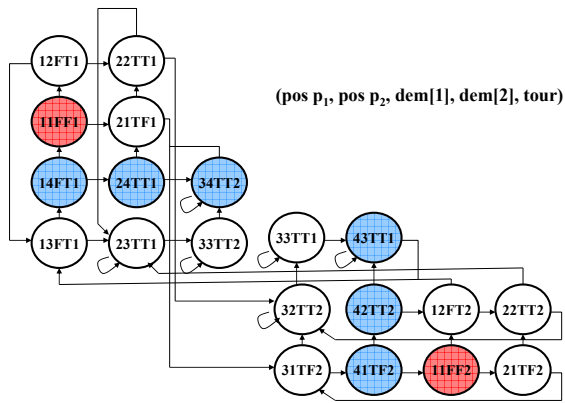 12FT1 22TT1
(pos p1, pos p2, dem[1], dem[2], tour)
11FF1 21TF1
14FT1 24TT1 34TT2
13FT1 23TT1 33TT2 33TT1 43TT1
32TT2 42TT2 12FT2 22TT2
31TF2 41TF2 11FF2 21TF2